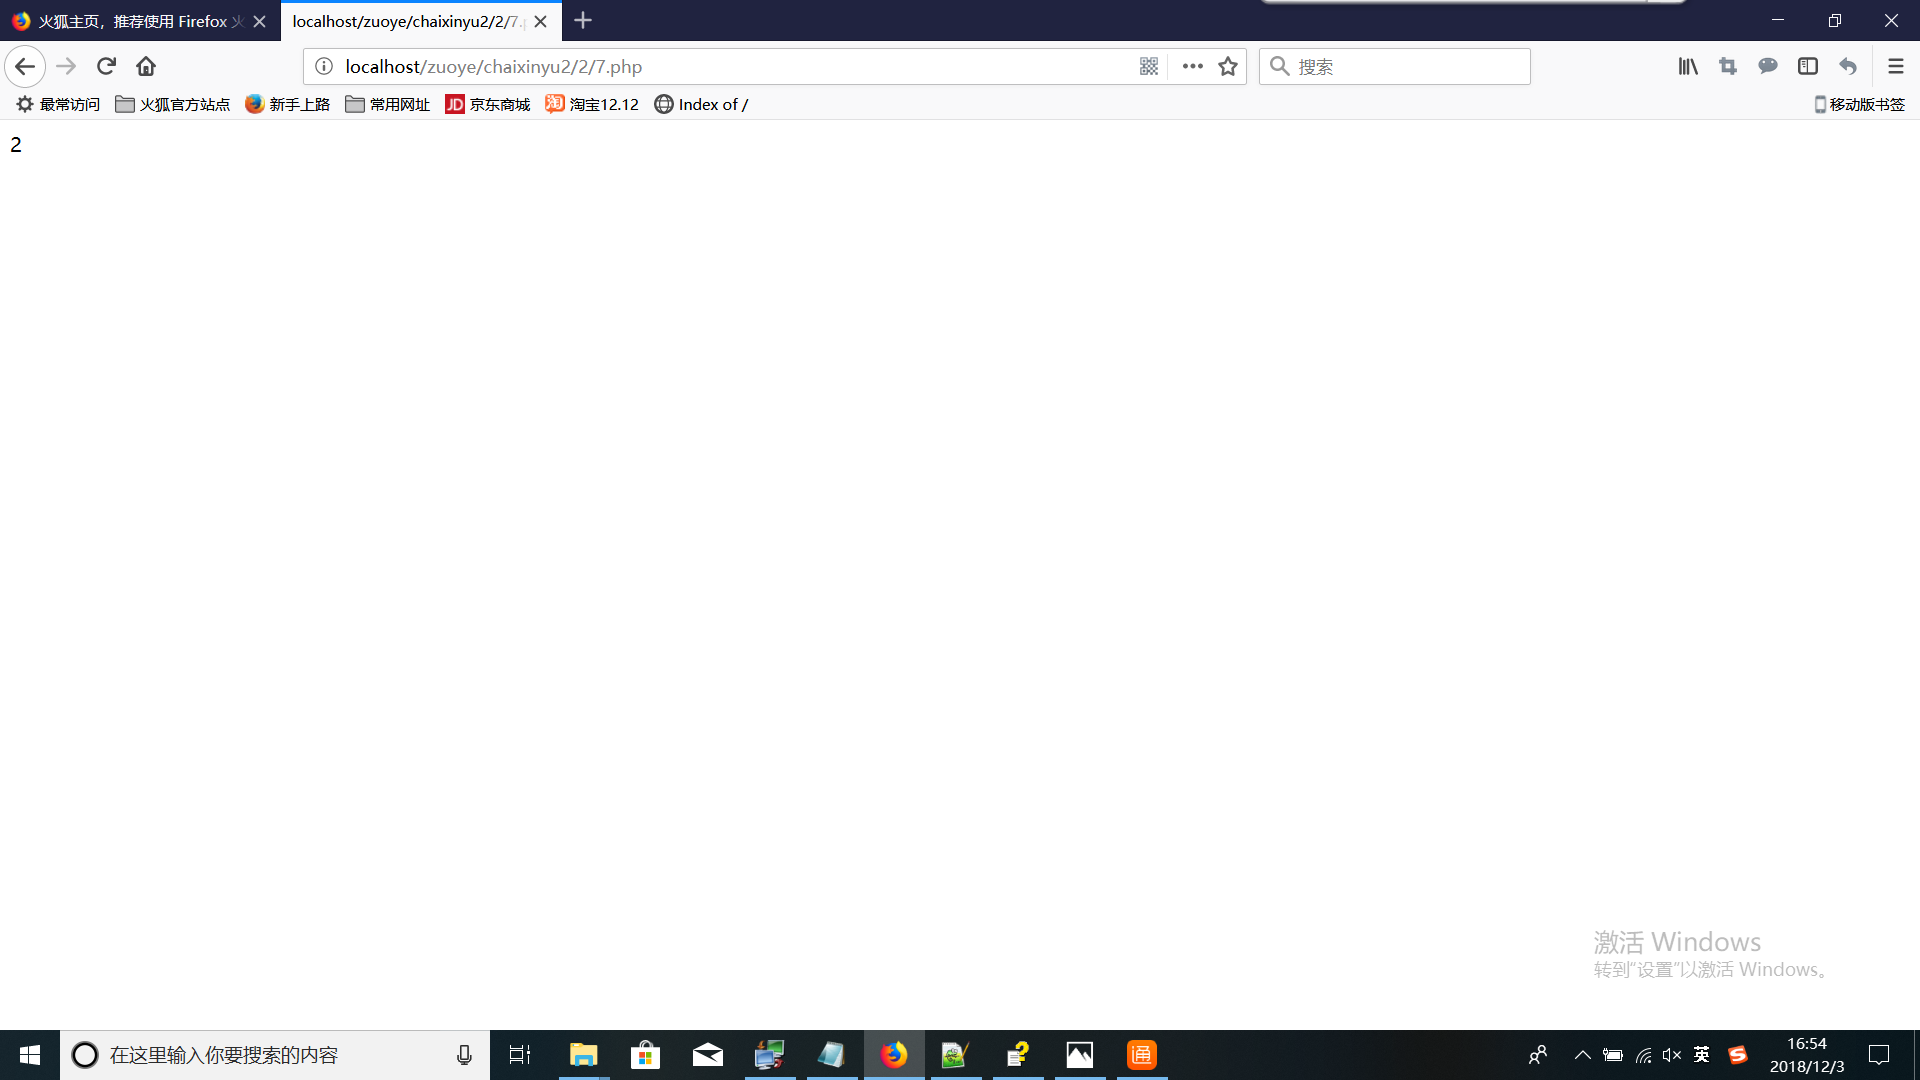 火狐主页，推荐使用 Firefox 火
localhost/zuoye/chaixinyu2/2/7.p
localhost/zuoye/chaixinyu2/2/7.php
搜索
最常访问 火狐官方站点 新手上路 常用网址 JD 京东商城 淘 淘宝12.12 Index of /
移动版书签
2
激活 Windows
转到“设置”以激活 Windows。
在这里输入你要搜索的内容
通
英
S
16:54
2018/12/3